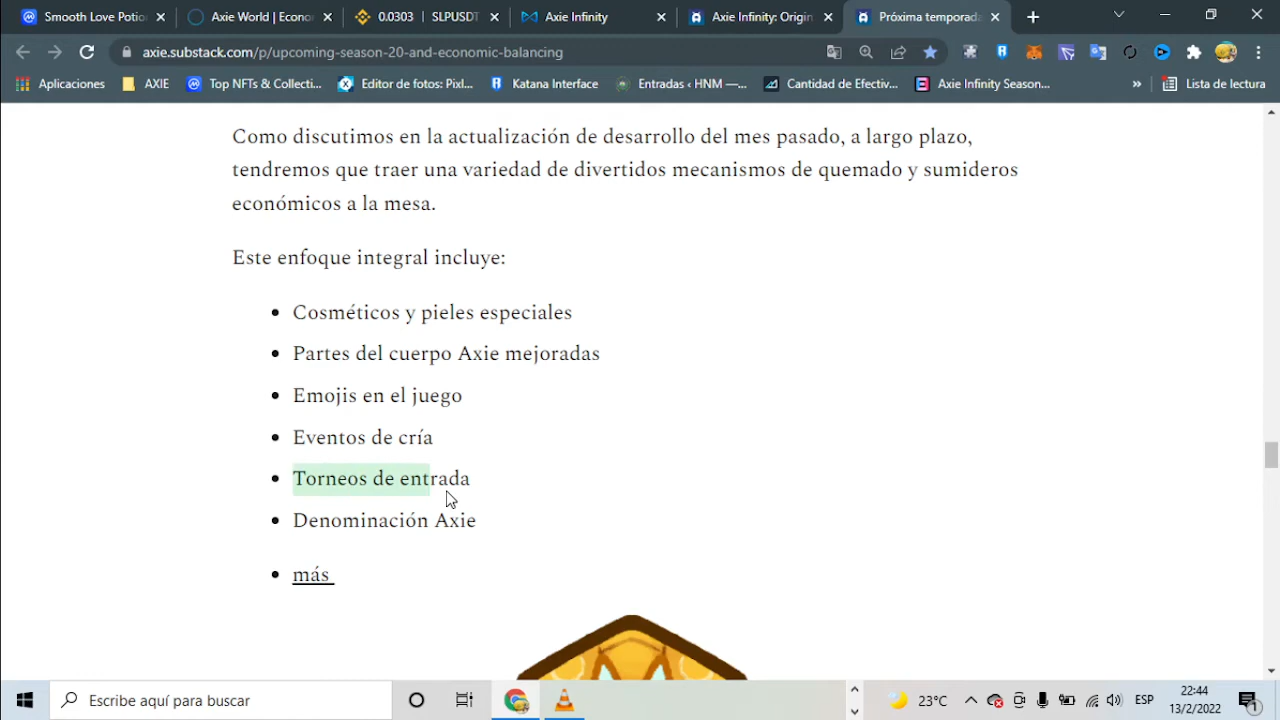 Smooth Love Potio
Axie World | Econo
0.0303 | SLPUSDT
Axie Infinity
Axie Infinity: Origin
Próxima temporada
axie.substack.com/p/upcoming-season-20-and-economic-balancing
Aplicaciones
AXIE
Top NFTs & Collecti...
Editor de fotos: Pixl...
Katana Interface
Entradas ‹ HNM —...
Cantidad de Efectiv...
Axie Infinity Season...
»
Lista de lectura
Como discutimos en la actualización de desarrollo del mes pasado, a largo plazo,
tendremos que traer una variedad de divertidos mecanismos de quemado y sumideros
económicos a la mesa.
Este enfoque integral incluye:
• Cosméticos y pieles especiales
• Partes del cuerpo Axie mejoradas
• Emojis en el juego
• Eventos de cría
• Torneos de entrada
• Denominación Axie
• más
Escribe aquí para buscar
23°C
ESP
22:44
13/2/2022
1